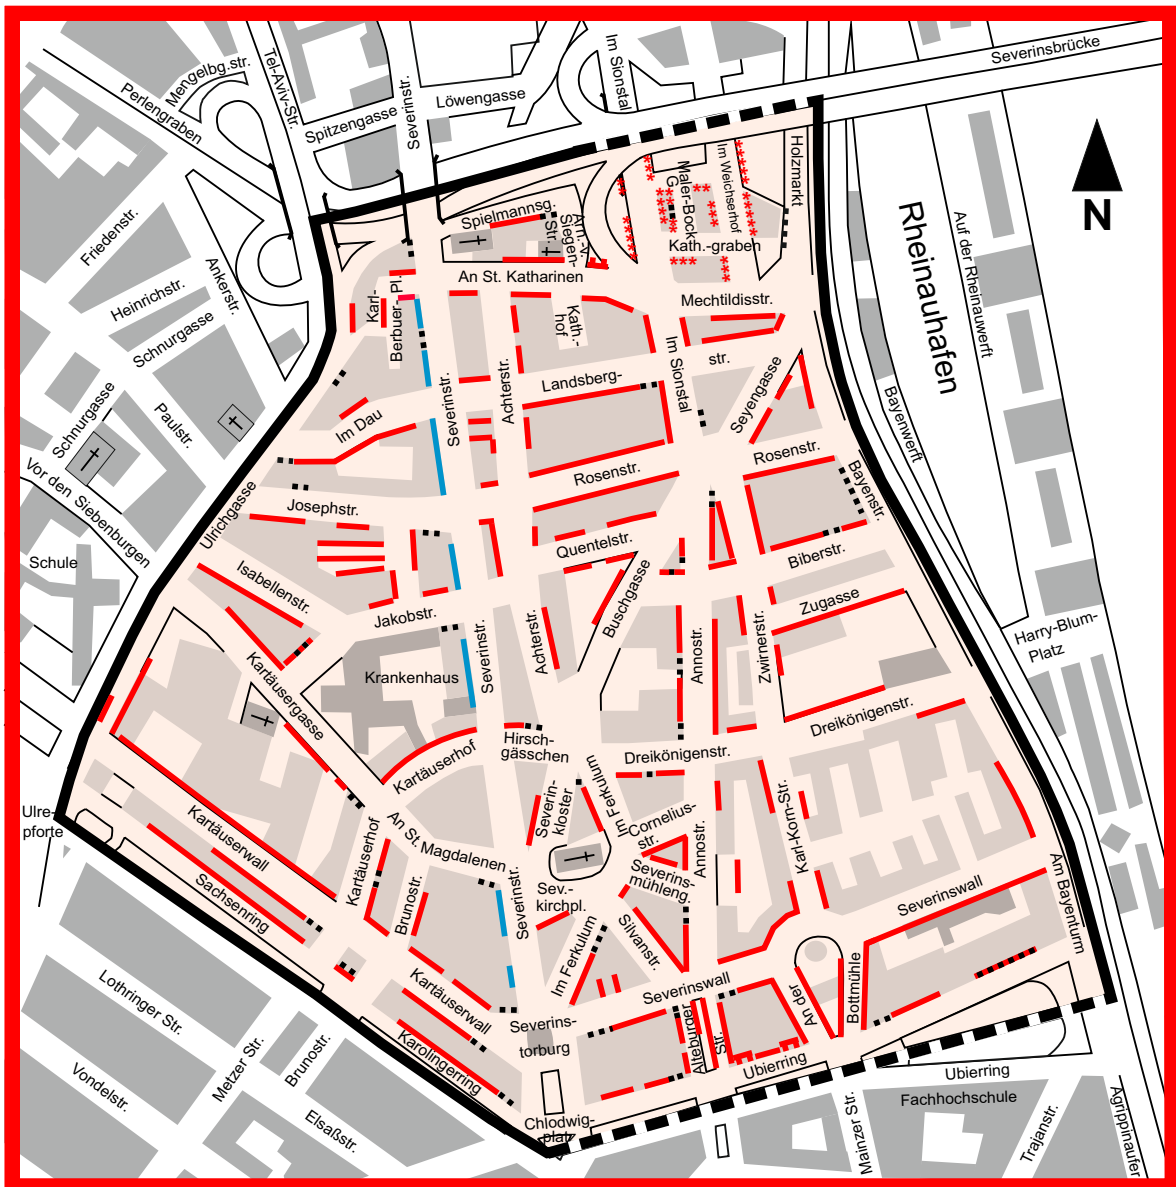 Mengelbg.str.
Tel-Aviv-Str.
Severinstr.
Im Sionstal
Severinsbrücke
Perlengraben
Spitzengasse
Löwengasse
Holzmarkt
Im Weichserhof
Maler-Bock-
G.
N
Friedenstr.
Ankerstr.
Spielmannsg.
Arn.-v.-
Siegen-
Str.
Kath.-graben
Rheinauhafen
Auf der Rheinauwerft
Heinrichstr.
Schnurgasse
An St. Katharinen
Karl-
Berbuer-Pl.
Kath.-
hof
Mechtildisstr.
Im Sionstal
Landsberg-
str.
Seyengasse
Bayenwerft
Schnurgasse
Paulstr.
Severinstr.
Achterstr.
Im Dau
Vor den Siebenburgen
Ulrichgasse
Josephstr.
Rosenstr.
Rosenstr.
Bayenstr.
Schule
Isabellenstr.
Quentelstr.
Biberstr.
Buschgasse
Jakobstr.
Zugasse
Harry-Blum-
Platz
Kartäusergasse
Krankenhaus
Severinstr.
Achterstr.
Annostr.
Zwirnerstr.
Dreikönigenstr.
Kartäuserhof
Hirsch-
gässchen
Dreikönigenstr.
Ulre-
pforte
Kartäuserwall
Sachsenring
Kartäuserhof
An St. Magdalenen
Severin-
kloster
Im Ferkulum
Cornelius-
str.
Annostr.
Karl-Korn-Str.
Severins-
mühleng.
Brunostr.
Severinstr.
Sev.-
kirchpl.
Severinswall
Am Bayenturm
Silvanstr.
Im Ferkulum
Lothringer Str.
Kartäuserwall
Severinswall
An der
Bottmühle
Karolingerring
Severins-
torburg
Alteburger
Str.
Ubierring
Metzer Str.
Brunostr.
Vondelstr.
Elsaßstr.
Chlodwig-
platz
Ubierring
Fachhochschule
Mainzer Str.
Trajanstr.
Agrippinaufer